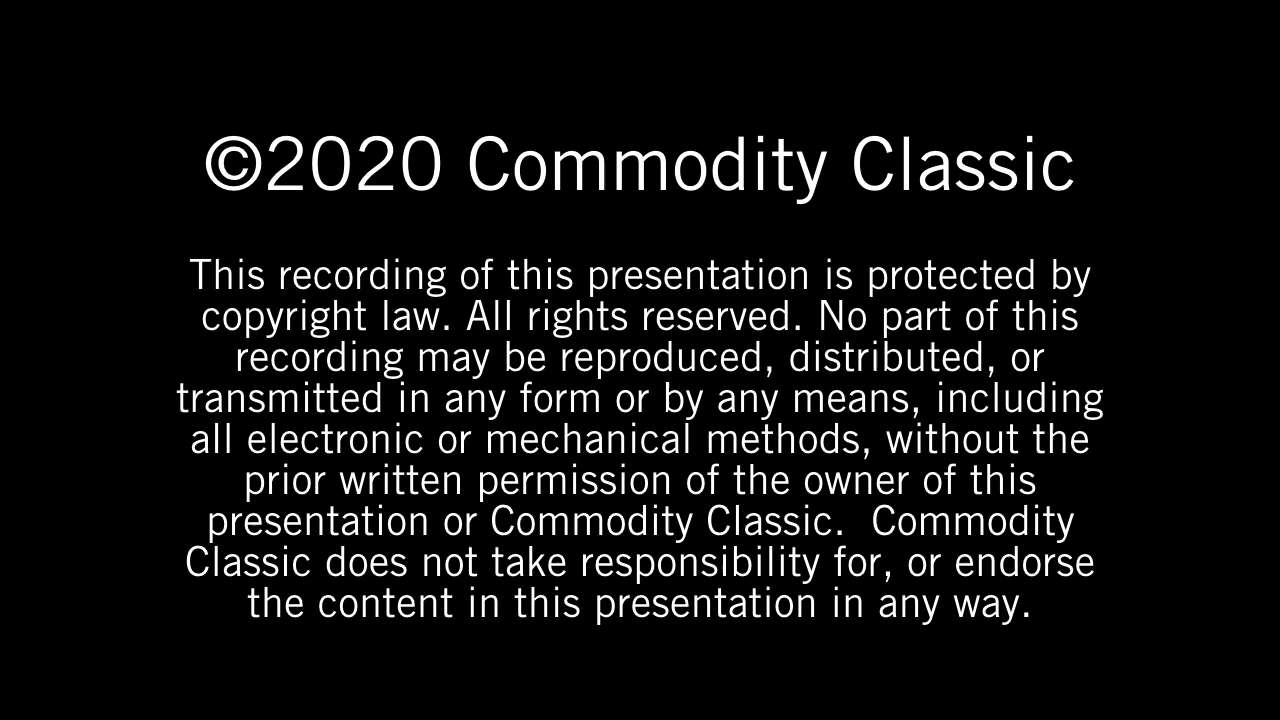 ©2020 Commodity Classic
This recording of this presentation is protected by
copyright law. All rights reserved. No part of this
recording may be reproduced, distributed, or
transmitted in any form or by any means, including
all electronic or mechanical methods, without the
prior written permission of the owner of this
presentation or Commodity Classic.  Commodity
Classic does not take responsibility for, or endorse
the content in this presentation in any way.